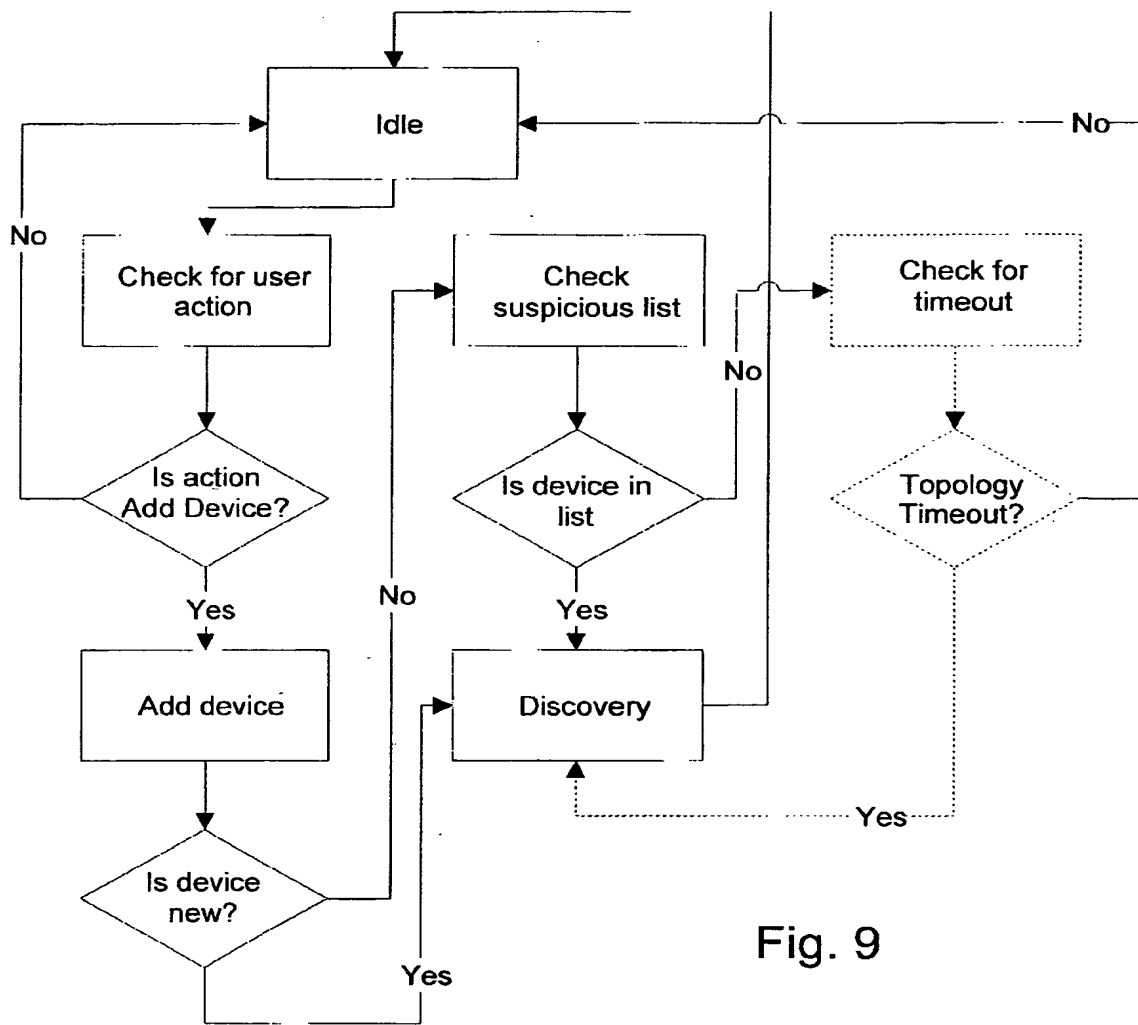 Idle
No
No
Check for user
action
Check
suspicious list
Check for
timeout
No
Is action
Add Device?
Is device in
list
Topology
Timeout?
Yes
No
Yes
Add device
Discovery
Yes
Is device
new?
Yes
Fig. 9